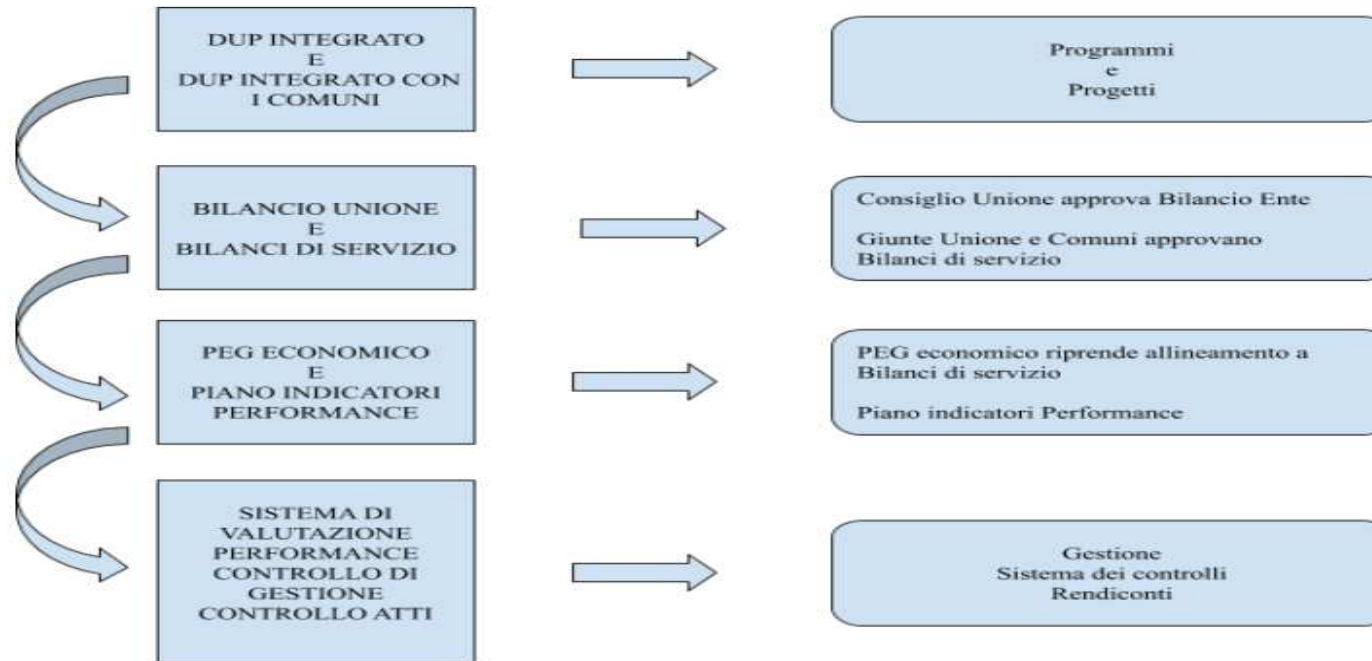 DUP INTEGRATO
E
DUP INTEGRATO CON
I COMUNI
Programmi
e
Progetti
BILANCIO UNIONE
E
BILANCI DI SERVIZIO
Consiglio Unione approva Bilancio Ente
Giunte Unione e Comuni approvano
Bilanci di servizio
PEG ECONOMICO
E
PIANO INDICATORI
PERFORMANCE
PEG economico riprende allineamento a
Bilanci di servizio
Piano indicatori Performance
SISTEMA DI
VALUTAZIONE
PERFORMANCE
CONTROLLO DI
GESTIONE
CONTROLLO ATTI
Gestione
Sistema dei controlli
Rendiconti